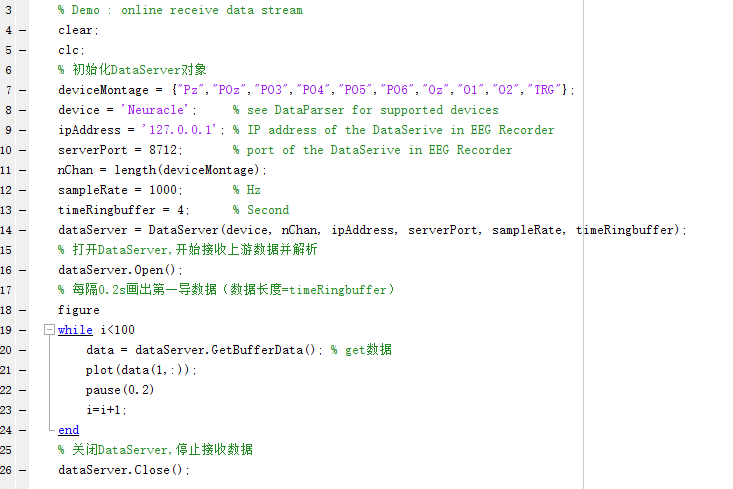 3 % Demo : online receive data stream
4 – clear;
5 – clc;
6 % 初始化DataServer对象
7 – deviceMontage = {"Pz","POz","PO3","PO4","PO5","PO6","Oz","O1","O2","TRG"};
8 – device = 'Neuracle'; % see DataParser for supported devices
9 – ipAddress = '127.0.0.1'; % IP address of the DataSerive in EEG Recorder
10 – serverPort = 8712; % port of the DataSerive in EEG Recorder
11 – nChan = length(deviceMontage);
12 – sampleRate = 1000; % Hz
13 – timeRingbuffer = 4; % Second
14 – dataServer = DataServer(device, nChan, ipAddress, serverPort, sampleRate, timeRingbuffer);
15 % 打开DataServer,开始接收上游数据并解析
16 – dataServer.Open();
17 % 每隔0.2s画出第一导数据（数据长度=timeRingbuffer）
18 – figure
19 – while i<100
20 – data = dataServer.GetBufferData(); % get数据
21 – plot(data(1,:));
22 – pause(0.2)
23 – i=i+1;
24 – end
25 % 关闭DataServer,停止接收数据
26 – dataServer.Close();